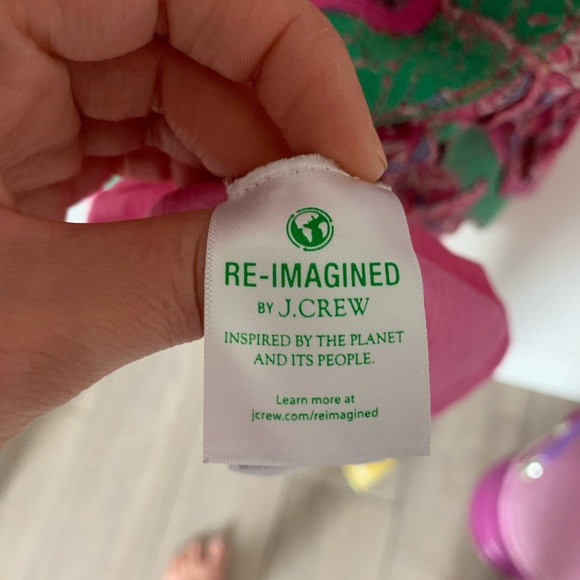 RE-IMAGINED
BY J.CREW
INSPIRED BY THE PLANET
AND ITS PEOPLE.
Learn more at
jcrew.com/reimagined